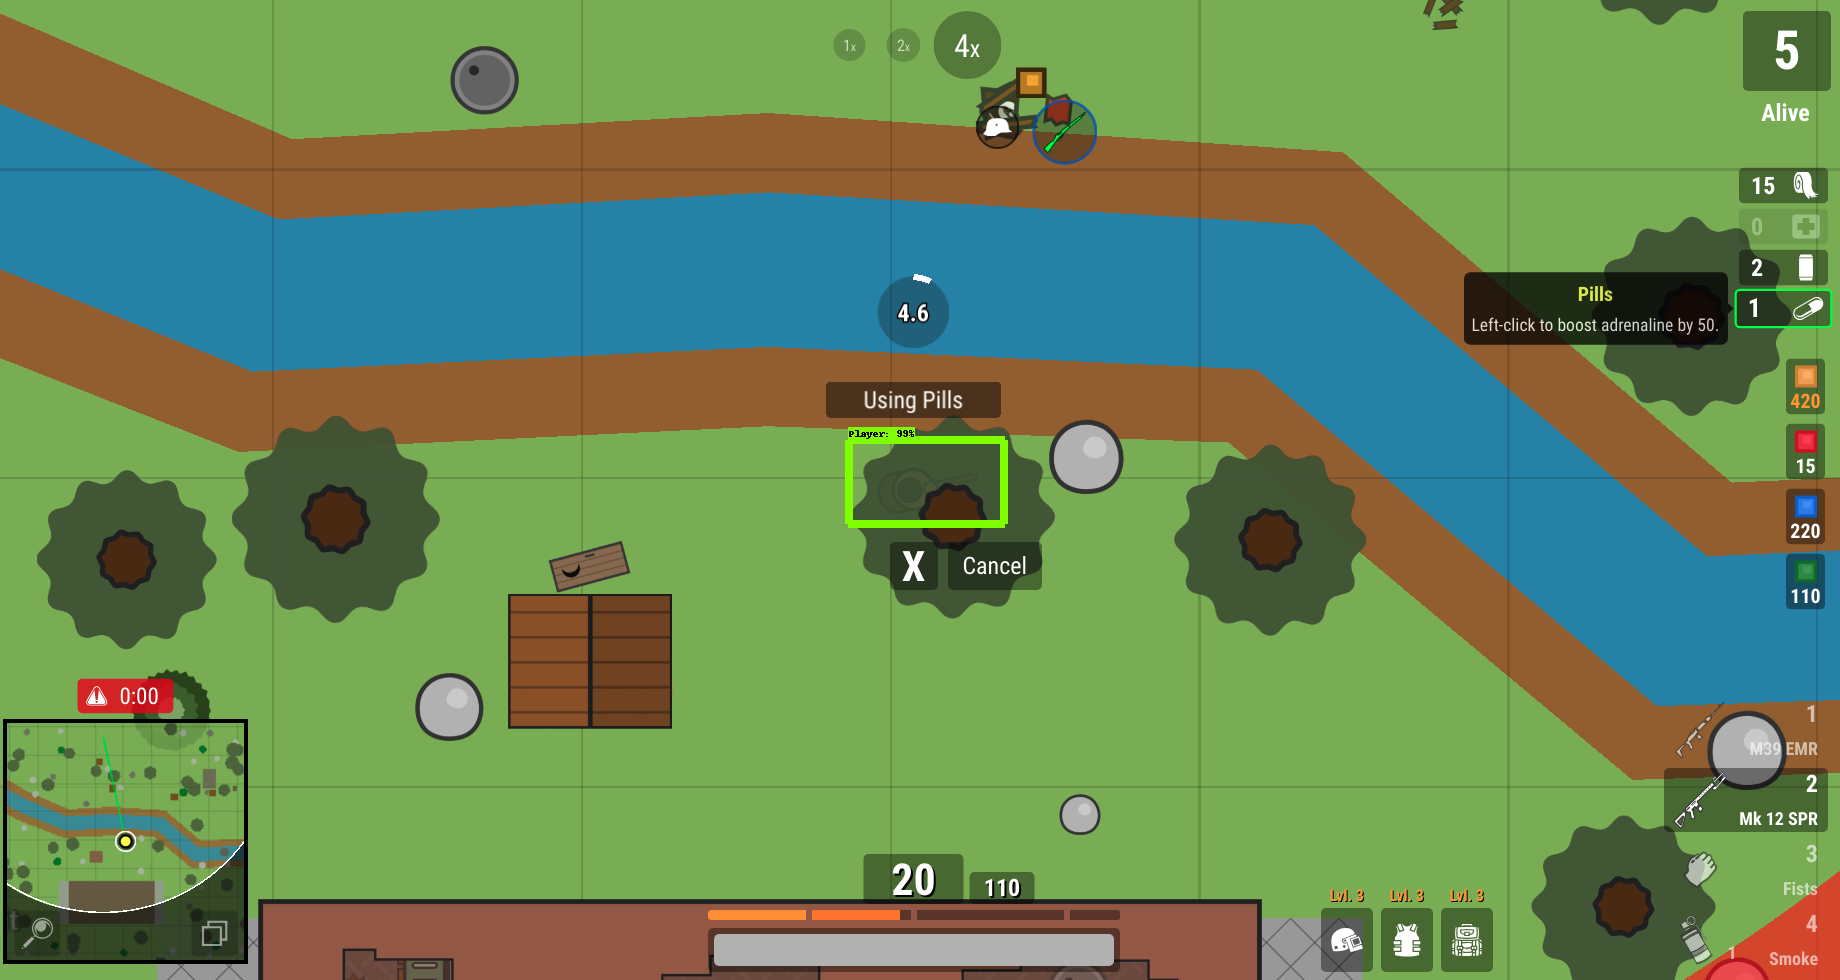 1x
2x
4x
5
Alive
15
0
2
Pills
Left-click to boost adrenaline by 50.
1
4.6
Using Pills
420
Player: 99%
15
220
X
Cancel
110
0:00
1
M39 EMR
2
Mk 12 SPR
3
Fists
4
Smoke
1
20
110
Lvl. 3
Lvl. 3
Lvl. 3